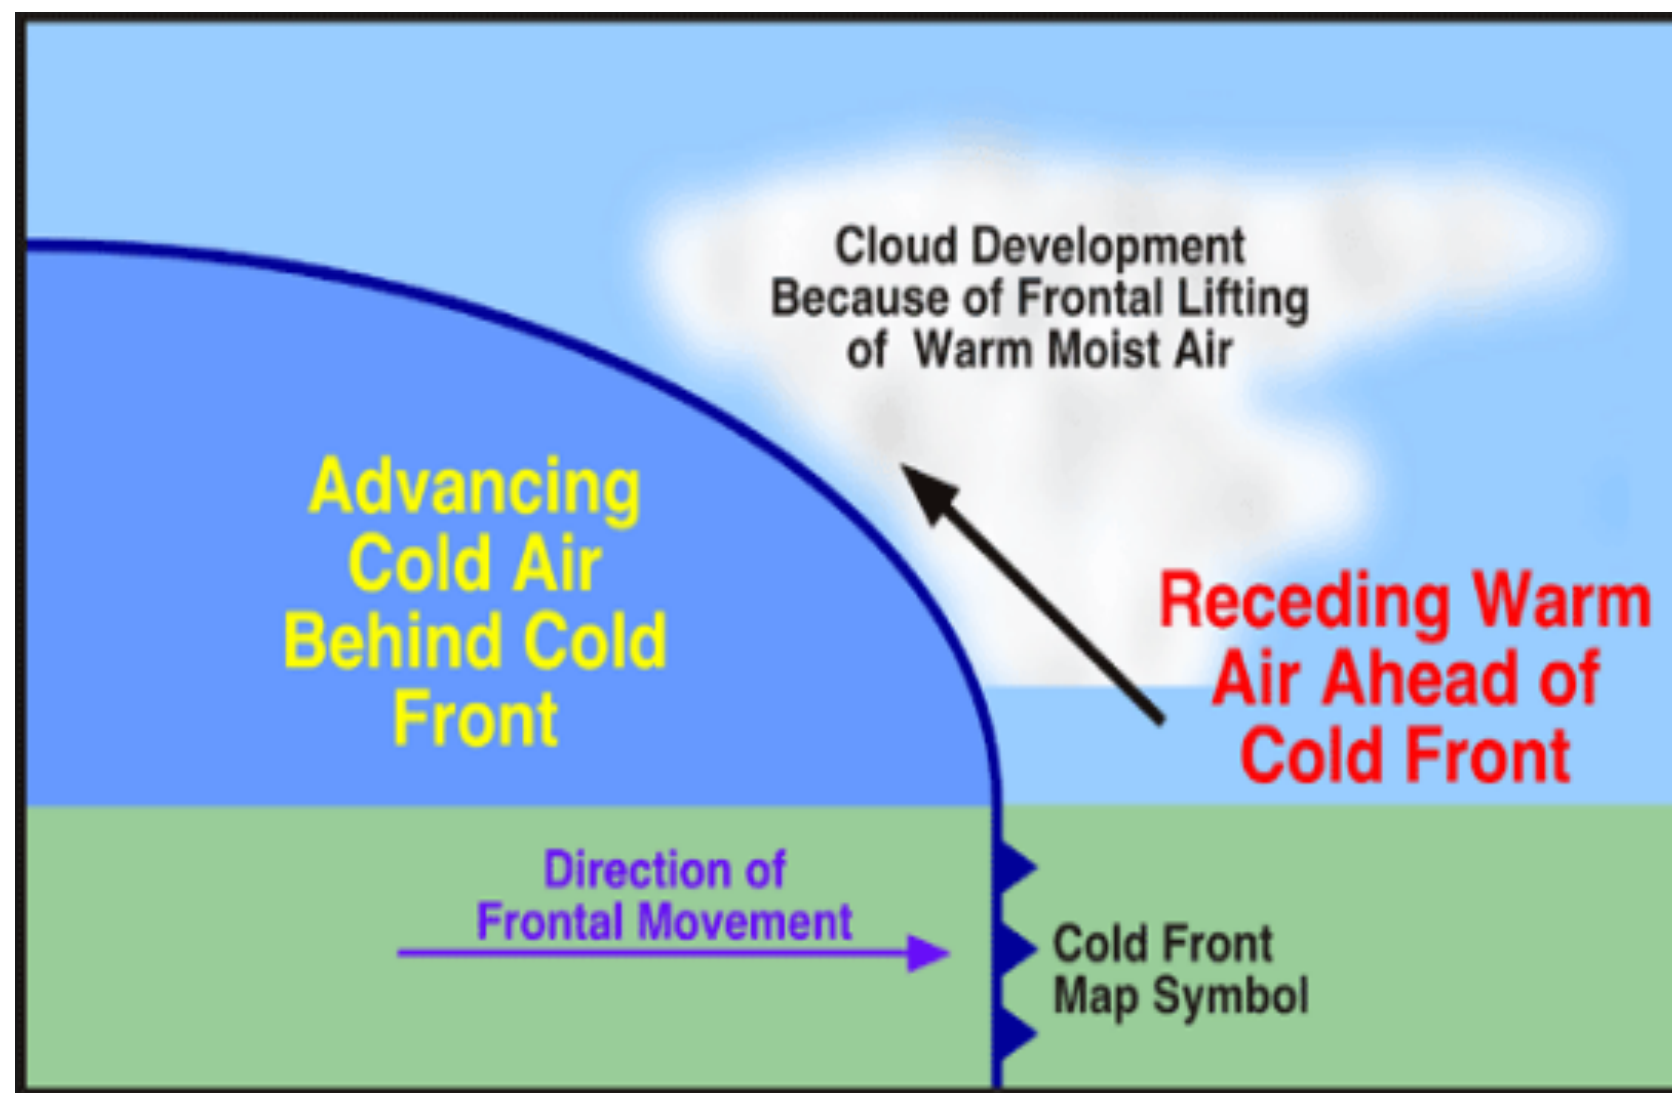 Cloud Development
Because of Frontal Lifting
of Warm Moist Air
Advancing
Cold Air
Behind Cold
Front
Receding Warm
Air Ahead of
Cold Front
Direction of
Frontal Movement
Cold Front
Map Symbol